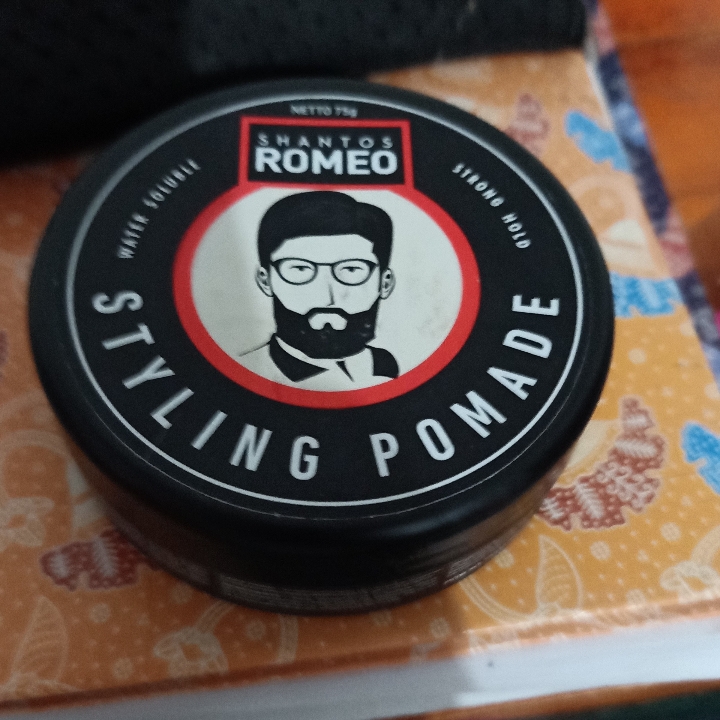 NETTO 75g
SHANTOS
ROMEO
WATER SOLUBLE
STRONG HOLD
STYLING POMADE